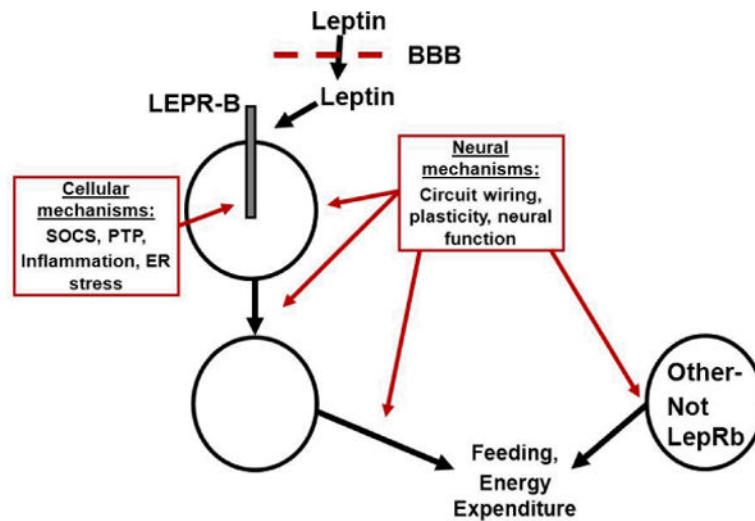 Leptin
BBB
Leptin
LEPR-B
Cellular
mechanisms:
SOCS, PTP,
Inflammation, ER
stress
Neural
mechanisms:
Circuit wiring,
plasticity, neural
function
Other-
Not
LepRb
Feeding,
Energy
Expenditure